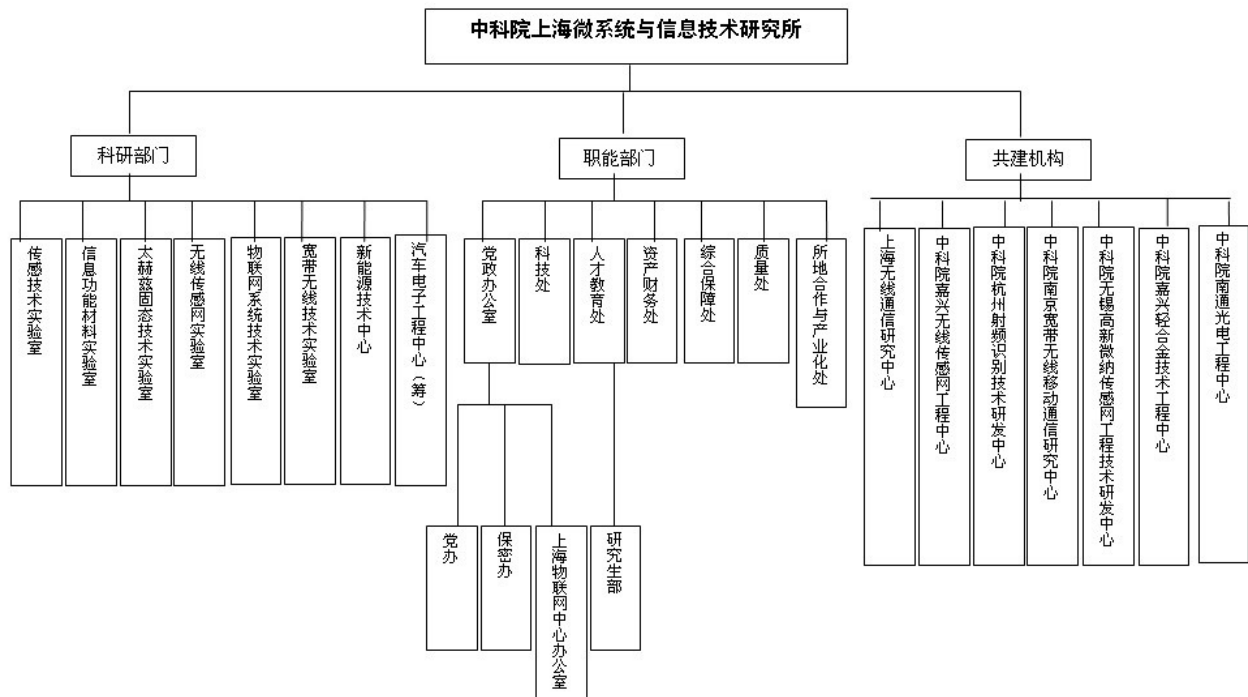 中科院上海微系统与信息技术研究所
科研部门
职能部门
共建机构
传感技术实验室
信息功能材料实验室
太赫兹固态技术实验室
无线传感网实验室
物联网系统技术实验室
宽带无线技术实验室
新能源技术中心
汽车电子工程中心（筹）
党政办公室
科技处
人才教育处
资产财务处
综合保障处
质量处
所地合作与产业化处
上海无线通信研究中心
中科院嘉兴无线传感网工程中心
中科院杭州射频识别技术研发中心
中科院南京宽带无线移动通信研究中心
中科院无锡高新微纳传感网工程技术研发中心
中科院嘉兴轻合金技术工程中心
中科院南通光电工程中心
党办
保密办
上海物联网中心办公室
研究生部